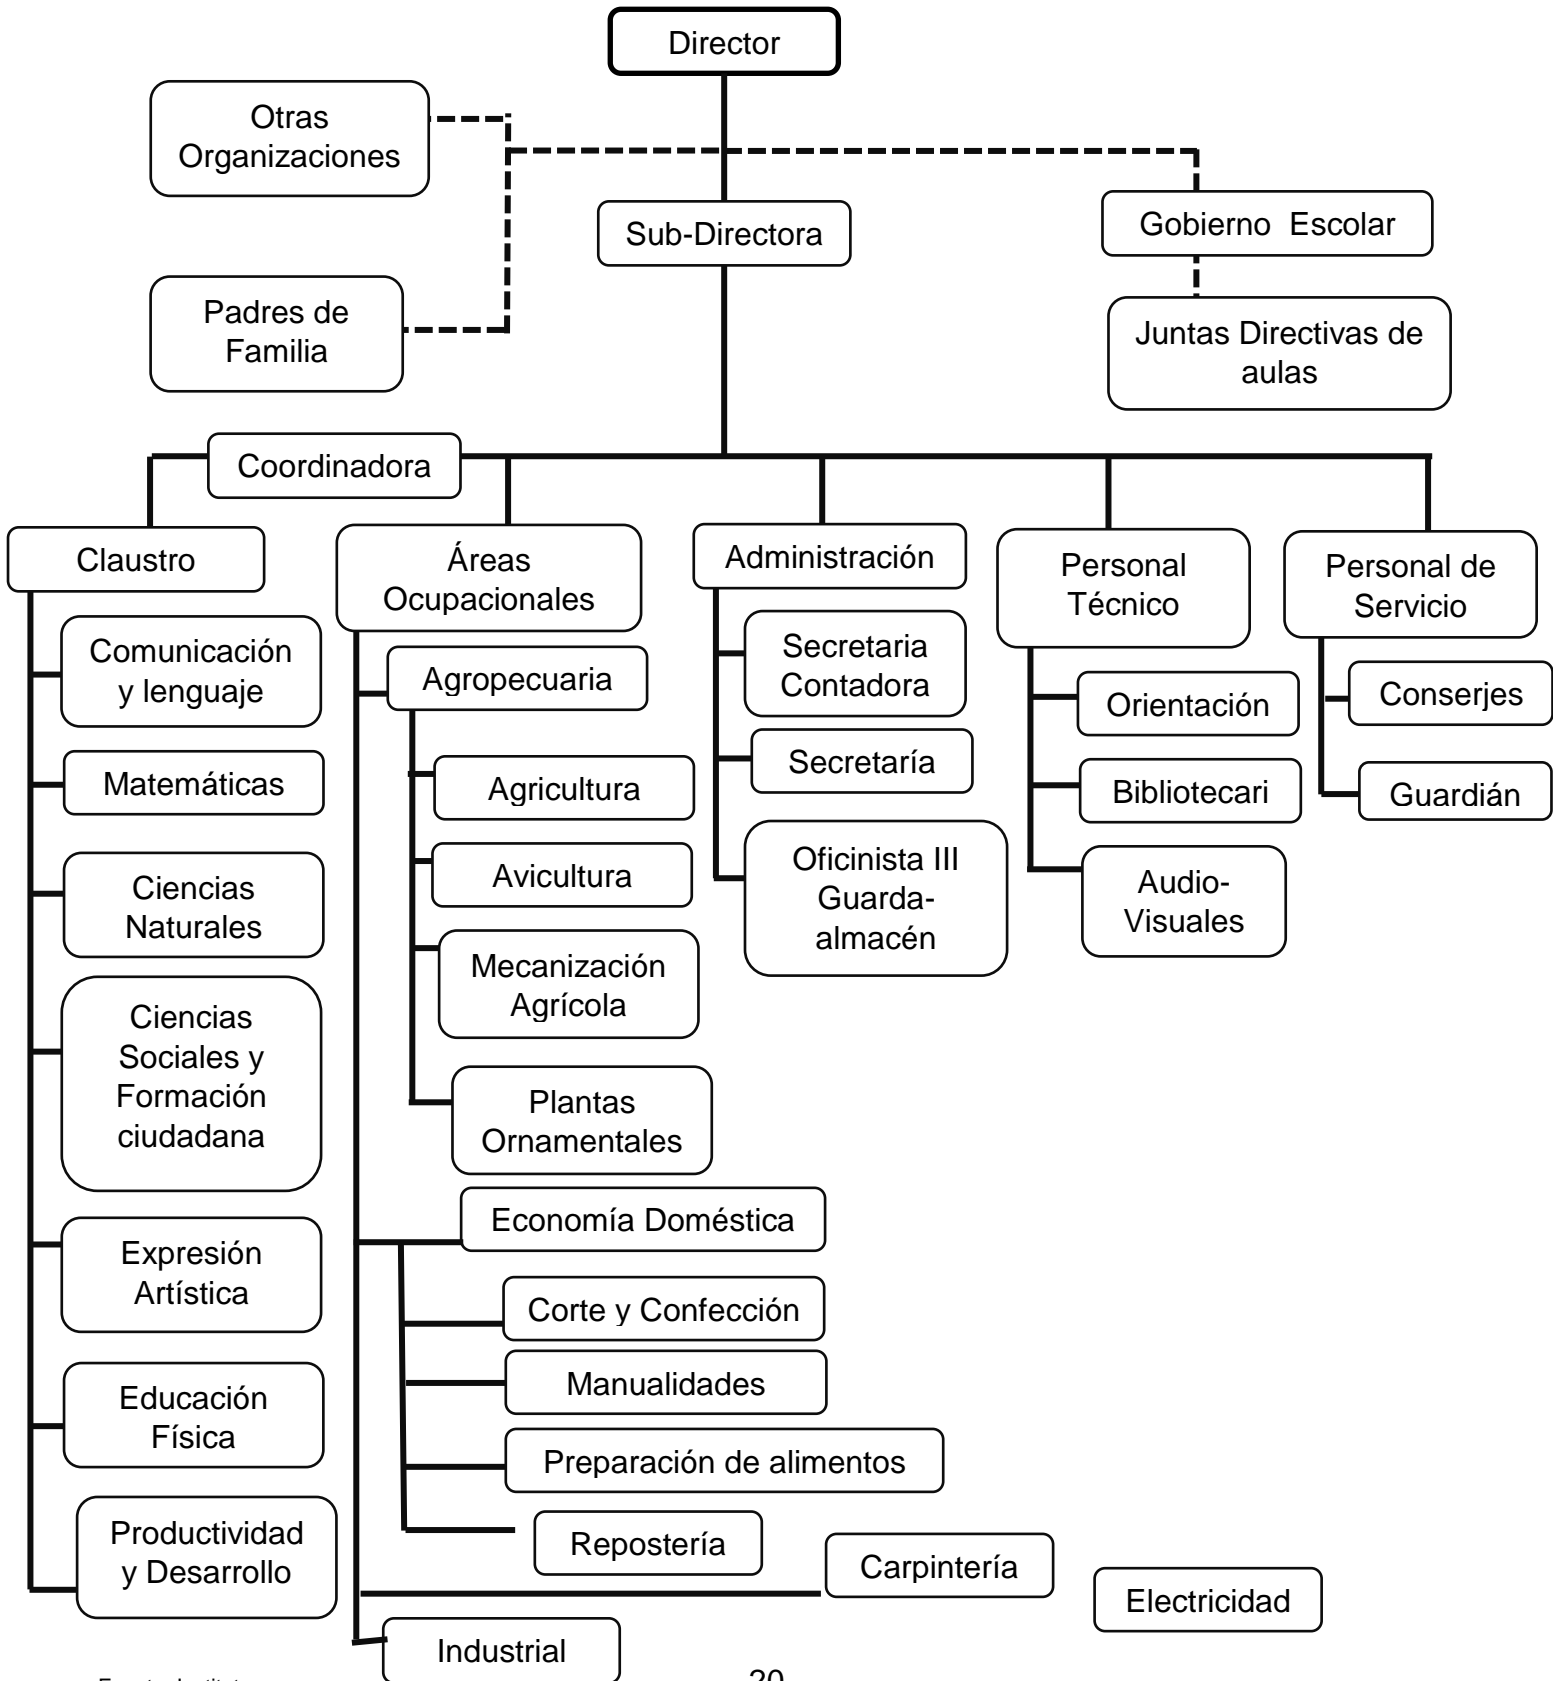 Director
Otras
Organizaciones
Sub-Directora
Gobierno Escolar
Padres de
Familia
Juntas Directivas de
aulas
Coordinadora
Claustro
Comunicación
y lenguaje
Matemáticas
Ciencias
Naturales
Ciencias
Sociales y
Formación
ciudadana
Expresión
Artística
Educación
Física
Productividad
y Desarrollo
Áreas
Ocupacionales
Agropecuaria
Agricultura
Avicultura
Mecanización
Agrícola
Plantas
Ornamentales
Economía Doméstica
Corte y Confección
Manualidades
Preparación de alimentos
Repostería
Carpintería
Electricidad
Industrial
Administración
Secretaria
Contadora
Secretaría
Oficinista III
Guarda-
almacén
Personal
Técnico
Orientación
Bibliotecari
Audio-
Visuales
Personal de
Servicio
Conserjes
Guardián
20